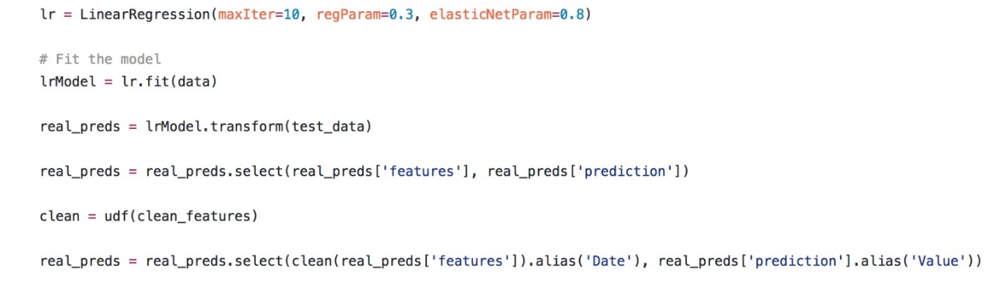 lr = LinearRegression(maxIter=10, regParam=0.3, elasticNetParam=0.8)
# Fit the model
lrModel = lr.fit(data)
real_preds = lrModel.transform(test_data)
real_preds = real_preds.select(real_preds['features'], real_preds['prediction'])
clean = udf(clean_features)
real_preds = real_preds.select(clean(real_preds['features']).alias('Date'), real_preds['prediction'].alias('Value'))